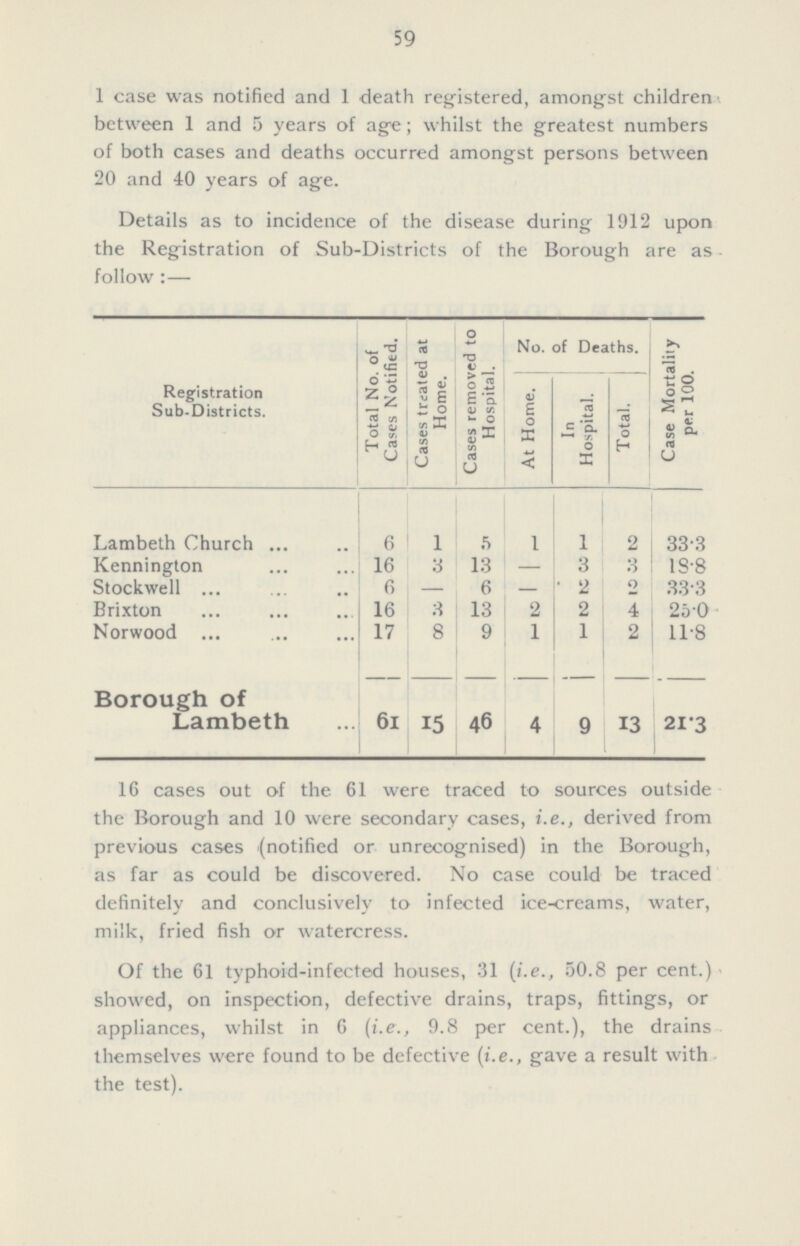 59
1 case was notified and 1 death registered, amongst children
between 1 and 5 years of age; whilst the greatest numbers
of both cases and deaths occurred amongst persons between
20 and 40 years of age.
Details as to incidence of the disease during 1912 upon
the Registration of Sub-Districts of the Borough are as
follow:—
Registration Sub-Districts. | Total No. of Cases Notified. | Cases treated at Home. | Cases removed to Hospital. | No. of Deaths. At Home. | In Hospital. | Total. | Case Mortality per 100.
Lambeth Church ... .. 6 1 5 1 1 2 33·3
Kennington ... ... 16 3 13 — 3 3 18·8
Stockwell ... ... .. 6 — 6 — 2 2 33·3
Brixton ... ... ... 16 3 13 2 2 4 25·0
Norwood ... ... ... 17 8 9 1 1 2 11·8
Borough of
Lambeth ... 61 15 46 4 9 13 21·3
16 cases out of the 61 were traced to sources outside
the Borough and 10 were secondary cases, i.e., derived from
previous cases (notified or unrecognised) in the Borough,
as far as could be discovered. No case could be traced
definitely and conclusively to infected ice-creams, water,
milk, fried fish or watercress.
Of the 61 typhoid-infected houses, 31 (i.e., 50.8 per cent.)
showed, on inspection, defective drains, traps, fittings, or
appliances, whilst in 6 (i.e., 9.8 per cent.), the drains
themselves were found to be defective (i.e., gave a result with
the test).